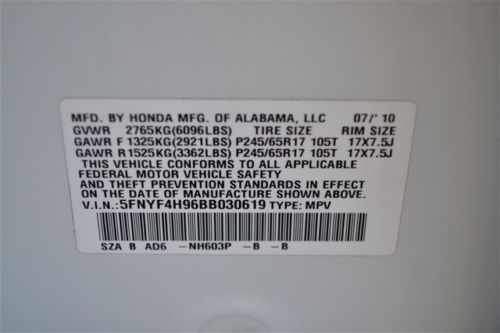 MFD. BY HONDA MFG. OF ALABAMA, LLC 07/' 10
GVWR 2765KG(6096LBS) TIRE SIZE RIM SIZE
GAWR F 1325KG(2921LBS) P245/65R17 105T 17X7.5J
GAWR R1525KG(3362LBS) P245/65R17 105T 17X7.5J
THIS VEHICLE CONFORMS TO ALL APPLICABLE
FEDERAL MOTOR VEHICLE SAFETY
AND THEFT PREVENTION STANDARDS IN EFFECT
ON THE DATE OF MANUFACTURE SHOWN ABOVE.
V.I.N.:5FNYF4H96BB030619 TYPE: MPV
SZA B AD6 -NH603P -B -B